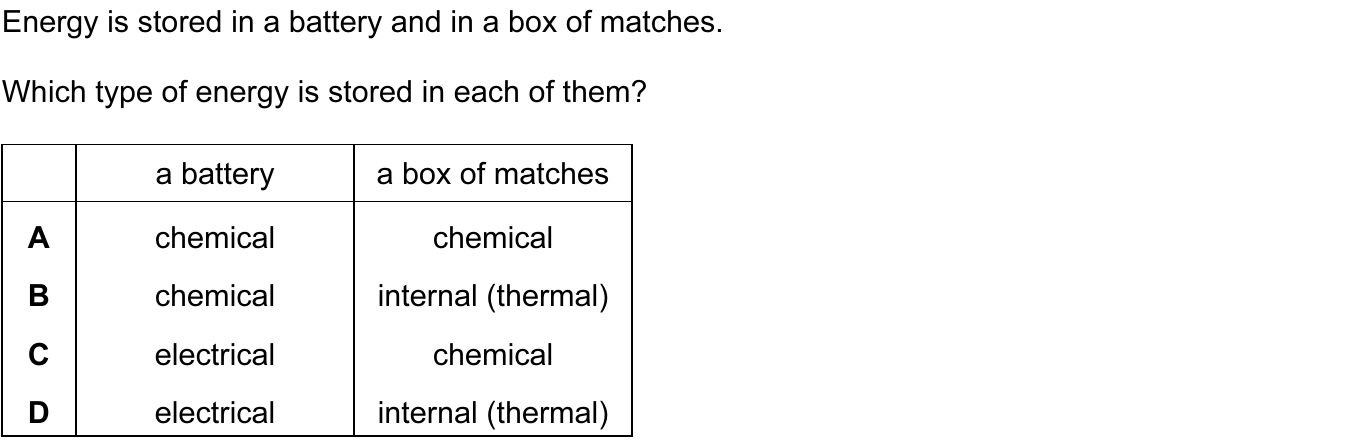 Energy is stored in a battery and in a box of matches.
Which type of energy is stored in each of them?
a battery a box of matches
A chemical chemical
B chemical internal (thermal)
C electrical chemical
D electrical internal (thermal)